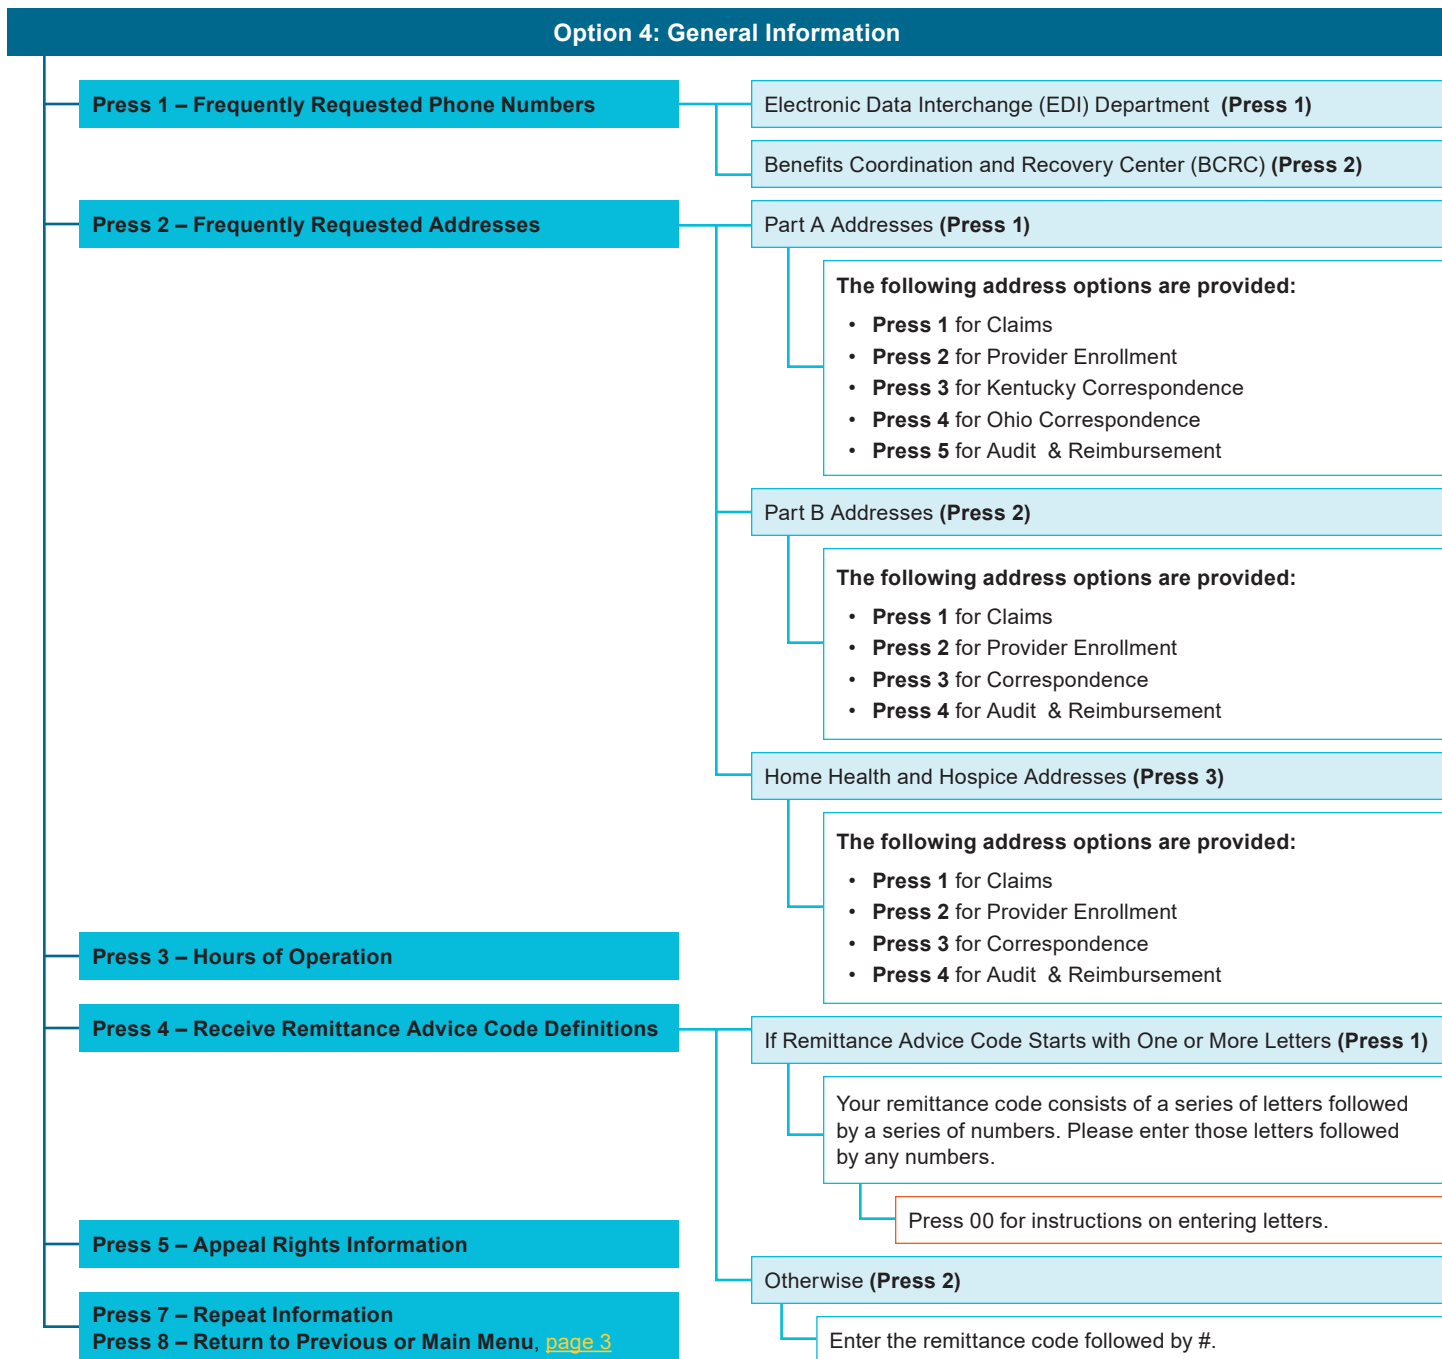 Option 4: General Information
Press 1 – Frequently Requested Phone Numbers
Electronic Data Interchange (EDI) Department (Press 1)
Benefits Coordination and Recovery Center (BCRC) (Press 2)
Press 2 – Frequently Requested Addresses
Part A Addresses (Press 1)
The following address options are provided:
• Press 1 for Claims
• Press 2 for Provider Enrollment
• Press 3 for Kentucky Correspondence
• Press 4 for Ohio Correspondence
• Press 5 for Audit & Reimbursement
Part B Addresses (Press 2)
The following address options are provided:
• Press 1 for Claims
• Press 2 for Provider Enrollment
• Press 3 for Correspondence
• Press 4 for Audit & Reimbursement
Home Health and Hospice Addresses (Press 3)
The following address options are provided:
• Press 1 for Claims
• Press 2 for Provider Enrollment
• Press 3 for Correspondence
• Press 4 for Audit & Reimbursement
Press 3 – Hours of Operation
Press 4 – Receive Remittance Advice Code Definitions
If Remittance Advice Code Starts with One or More Letters (Press 1)
Your remittance code consists of a series of letters followed
by a series of numbers. Please enter those letters followed
by any numbers.
Press 00 for instructions on entering letters.
Otherwise (Press 2)
Enter the remittance code followed by #.
Press 5 – Appeal Rights Information
Press 7 – Repeat Information
Press 8 – Return to Previous or Main Menu, page 3